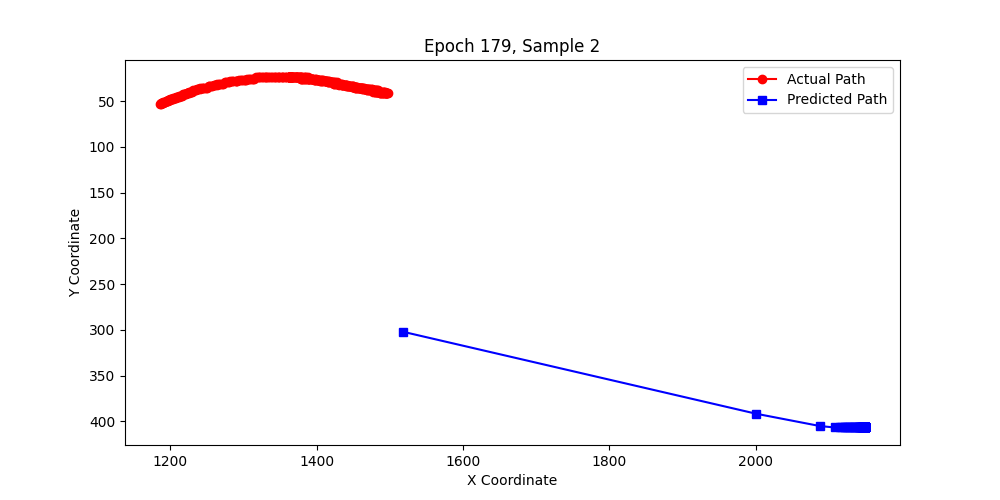 Epoch 179, Sample 2
Actual Path
Predicted Path
Y Coordinate
50
100
150
200
250
300
350
400
1200
1400
1600
1800
2000
X Coordinate